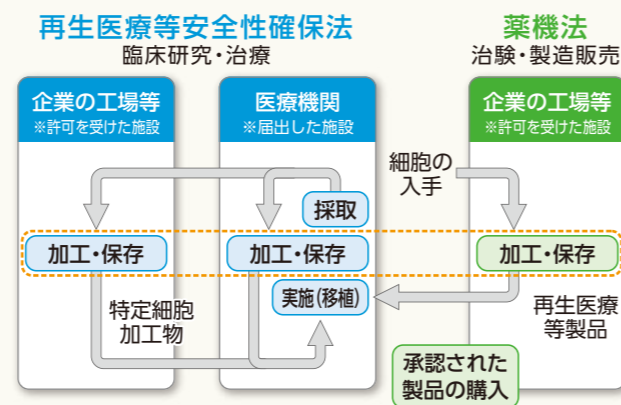 再生医療等安全性確保法
臨床研究・治療
薬機法
治験・製造販売
企業の工場等
※許可を受けた施設
医療機関
※届出した施設
企業の工場等
※許可を受けた施設
細胞の
入手
採取
加工・保存
加工・保存
加工・保存
実施(移植)
特定細胞
加工物
再生医療
等製品
承認された
製品の購入